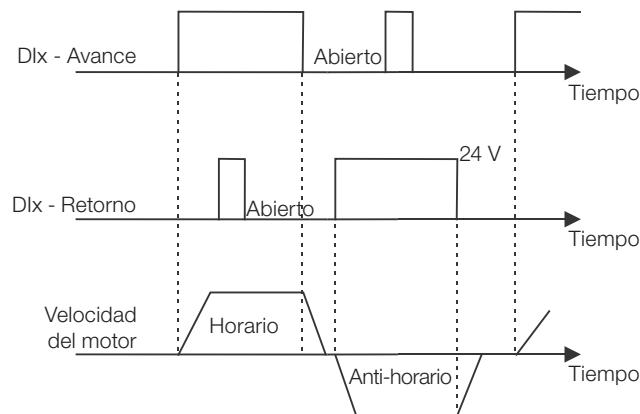 DIx - Avance
Abierto
Tiempo
24 V
DIx - Retorno
Abierto
Tiempo
Velocidad
del motor
Horario
Anti-horario
Tiempo